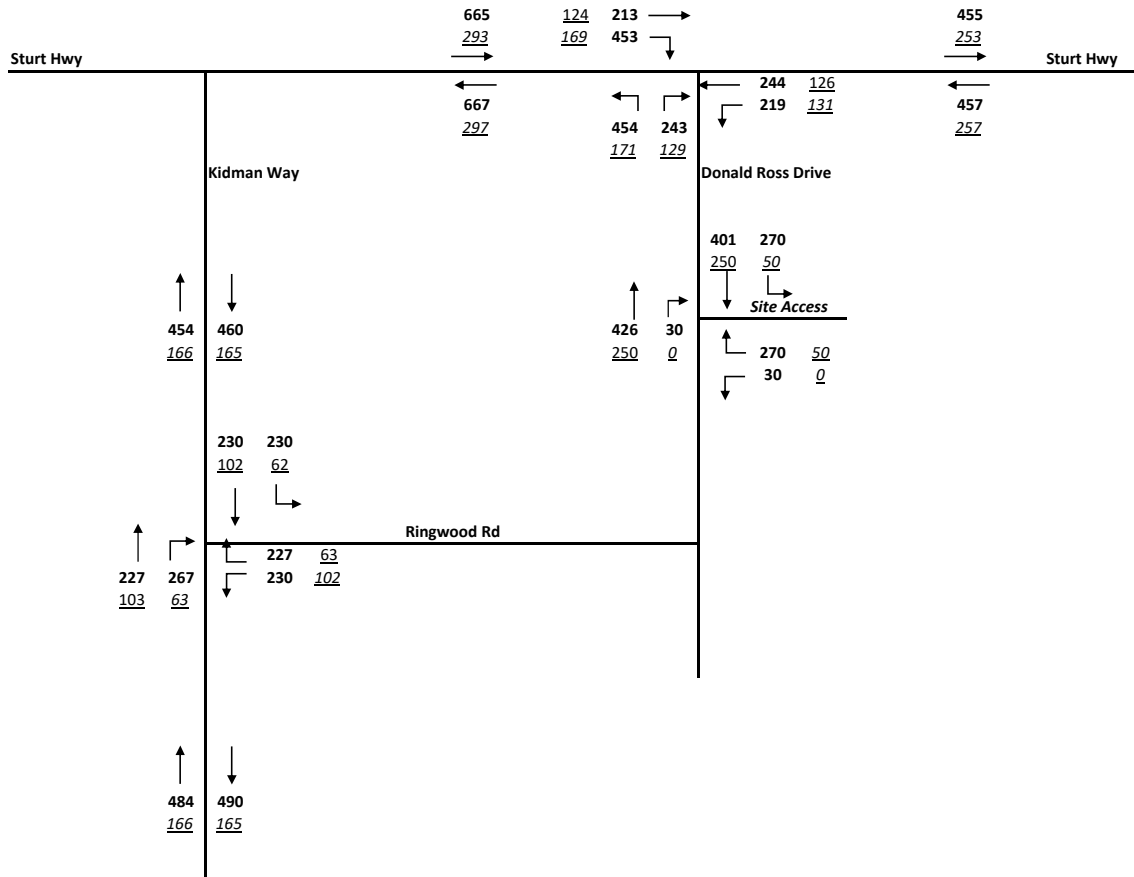 665 124 213 455
293 169 453 253
Sturt Hwy Sturt Hwy
667 244 126 457
297 219 131 257
454 243
171 129
Kidman Way Donald Ross Drive
401 270
250 50
Site Access
454 460 426 30
166 165 250 0
270 50
30 0
230 230
102 62
Ringwood Rd
227 63
227 267 230 102
103 63
484 490
166 165